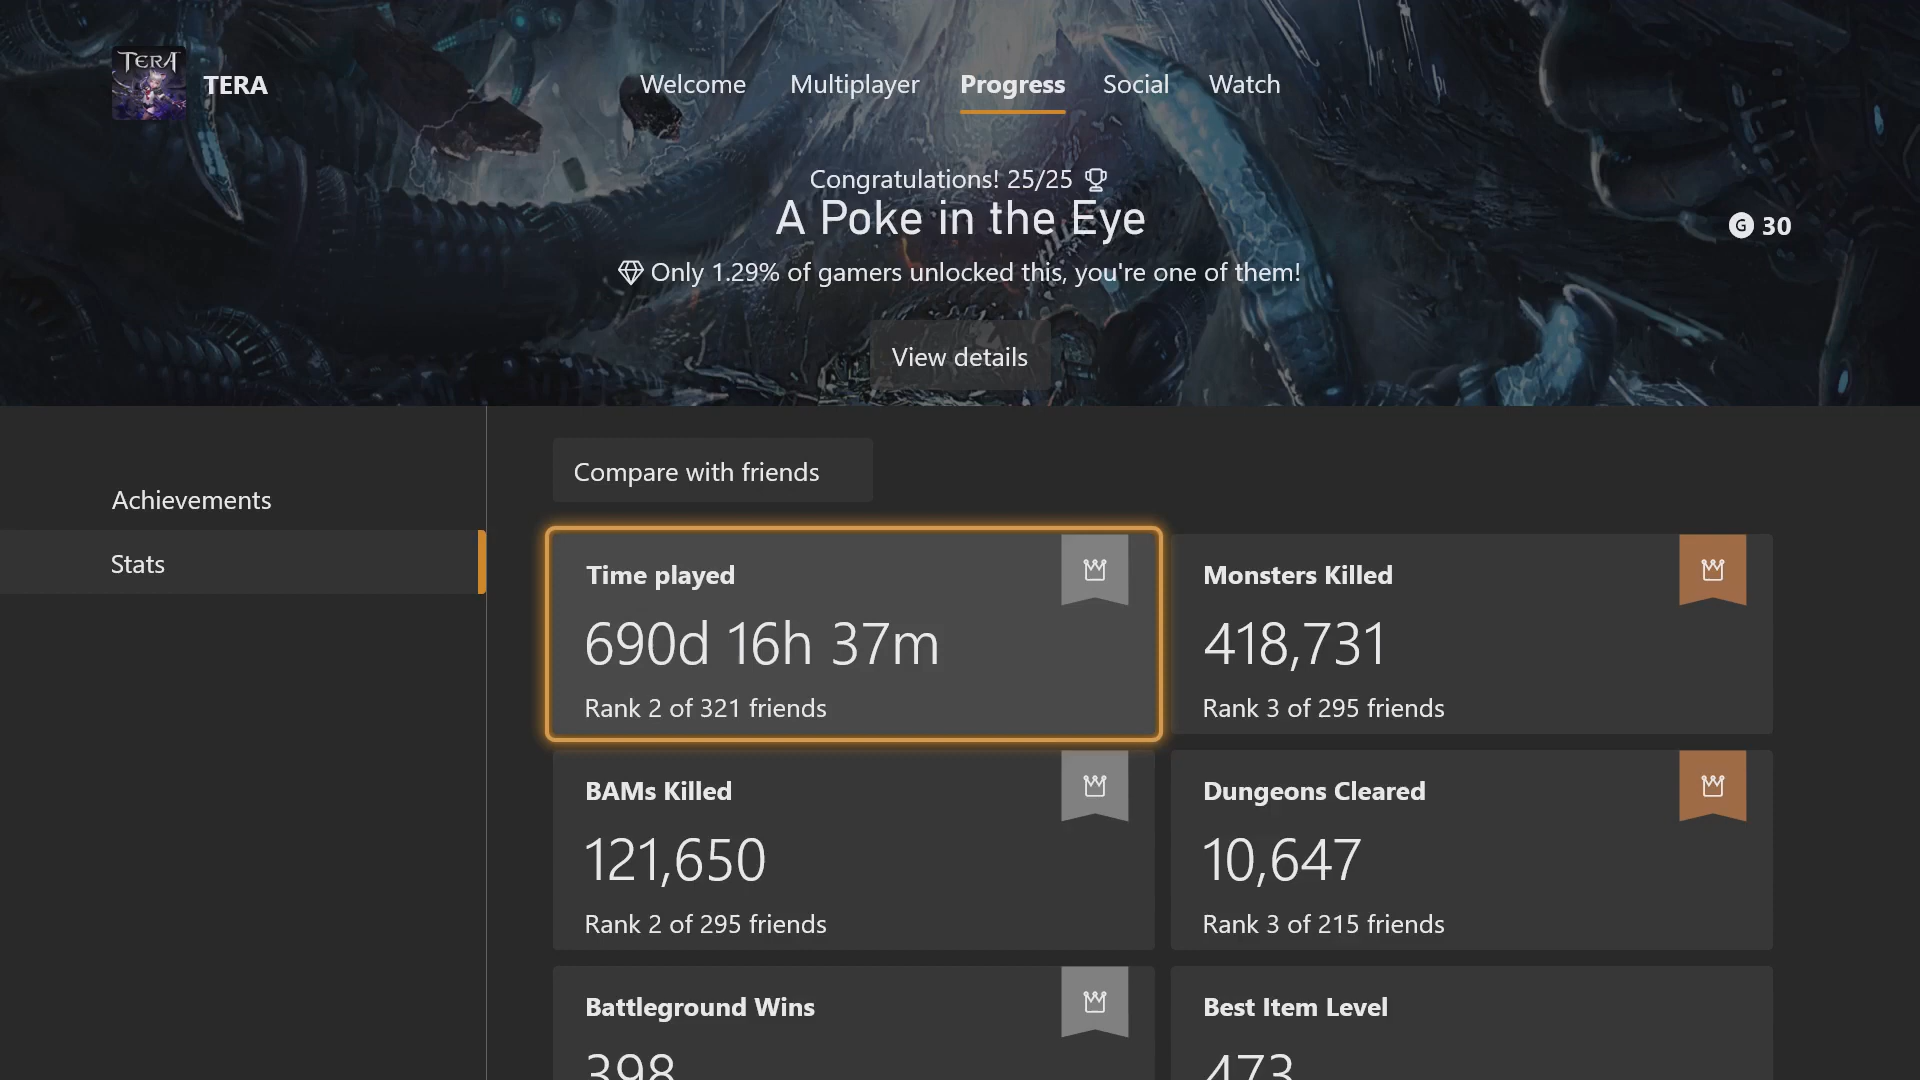 TERA
TERA
Welcome
Multiplayer
Progress
Social
Watch
Congratulations! 25/25
A Poke in the Eye
G 30
Only 1.29% of gamers unlocked this, you're one of them!
View details
Achievements
Stats
Compare with friends
Time played
690d 16h 37m
Rank 2 of 321 friends
Monsters Killed
418,731
Rank 3 of 295 friends
BAMs Killed
121,650
Rank 2 of 295 friends
Dungeons Cleared
10,647
Rank 3 of 215 friends
Battleground Wins
398
Best Item Level
473